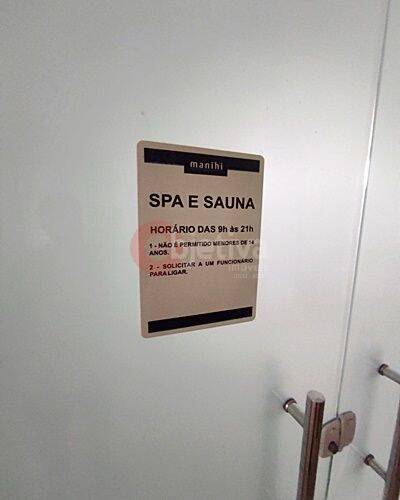 manihi
SPA E SAUNA
HORÁRIO DAS 9h às 21h
1 - NÃO É PERMITIDO MENORES DE 14
ANOS.
2 - SOLICITAR A UM FUNCIONÁRIO
PARA LIGAR.